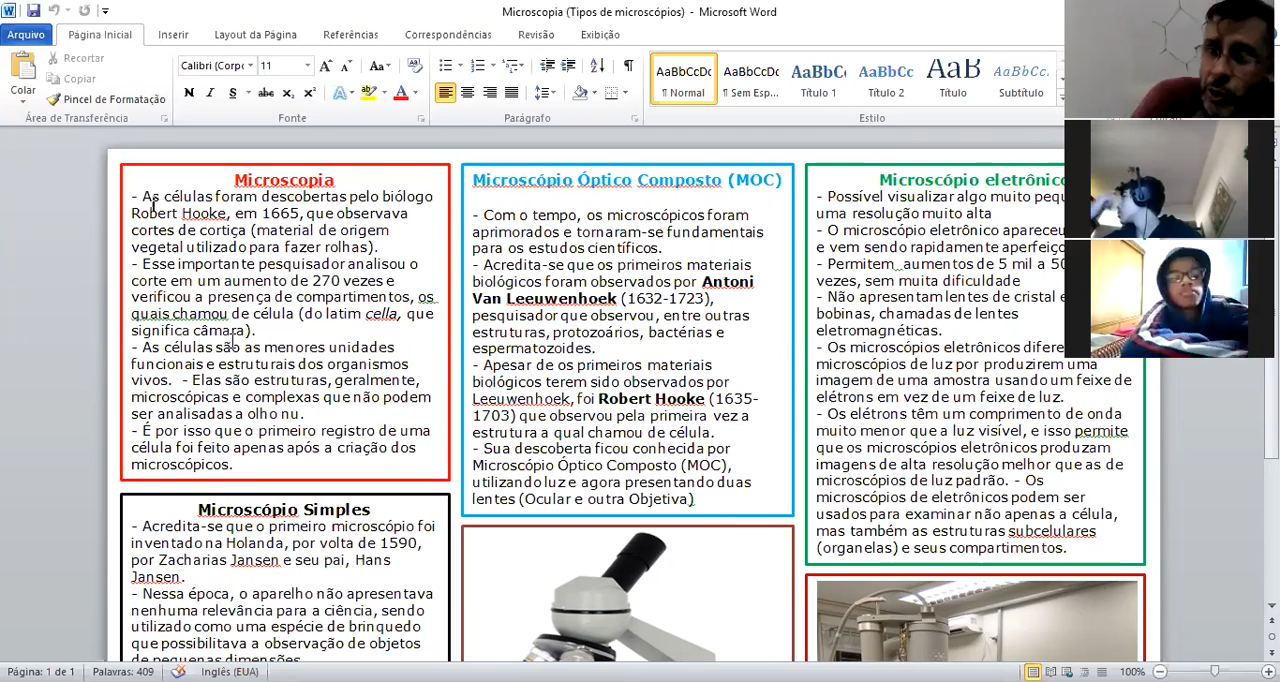 Microscopia (Tipos de microscópios) - Microsoft Word
Arquivo Página Inicial Inserir Layout da Página Referências Correspondências Revisão Exibição
Colar
Recortar
Copiar
Pincel de Formatação
Área de Transferência
Calibri (Corpo 11
Fonte
Parágrafo
AaBbCcDc AaBbCcDc AaBbC AaBbCc AaB AaBbCc.
¶ Normal ¶ Sem Esp... Título 1 Título 2 Título Subtítulo
Estilo
Microscopia
- As células foram descobertas pelo biólogo
Robert Hooke, em 1665, que observava
cortes de cortiça (material de origem
vegetal utilizado para fazer rolhas).
- Esse importante pesquisador analisou o
corte em um aumento de 270 vezes e
verificou a presença de compartimentos, os
quais chamou de célula (do latim cella, que
significa câmara).
- As células são as menores unidades
funcionais e estruturais dos organismos
vivos. - Elas são estruturas, geralmente,
microscópicas e complexas que não podem
ser analisadas a olho nu.
- É por isso que o primeiro registro de uma
célula foi feito apenas após a criação dos
microscópicos.
Microscópio Simples
- Acredita-se que o primeiro microscópio foi
inventado na Holanda, por volta de 1590,
por Zacharias Jansen e seu pai, Hans
Jansen.
- Nessa época, o aparelho não apresentava
nenhuma relevância para a ciência, sendo
utilizado como uma espécie de brinquedo
que possibilitava a observação de objetos
de pequenas dimensões.
Microscópio Óptico Composto (MOC)
- Com o tempo, os microscópicos foram
aprimorados e tornaram-se fundamentais
para os estudos científicos.
- Acredita-se que os primeiros materiais
biológicos foram observados por Antoni
Van Leeuwenhoek (1632-1723),
pesquisador que observou, entre outras
estruturas, protozoários, bactérias e
espermatozoides.
- Apesar de os primeiros materiais
biológicos terem sido observados por
Leeuwenhoek, foi Robert Hooke (1635-
1703) que observou pela primeira vez a
estrutura a qual chamou de célula.
- Sua descoberta ficou conhecida por
Microscópio Óptico Composto (MOC),
utilizando luz e agora presentando duas
lentes (Ocular e outra Objetiva)
Microscópio eletrônico
- Possível visualizar algo muito pequ
uma resolução muito alta
- O microscópio eletrônico apareceu
e vem sendo rapidamente aperfeiço
- Permitem aumentos de 5 mil a 50
vezes, sem muita dificuldade
- Não apresentam lentes de cristal e
bobinas, chamadas de lentes
eletromagnéticas.
- Os microscópios eletrônicos difere
microscópios de luz por produzirem uma
imagem de uma amostra usando um feixe de
elétrons em vez de um feixe de luz.
- Os elétrons têm um comprimento de onda
muito menor que a luz visível, e isso permite
que os microscópios eletrônicos produzam
imagens de alta resolução melhor que as de
microscópios de luz padrão. - Os
microscópios de eletrônicos podem ser
usados para examinar não apenas a célula,
mas também as estruturas subcelulares
(organelas) e seus compartimentos.
Página: 1 de 1 Palavras: 409 Inglês (EUA) 100%